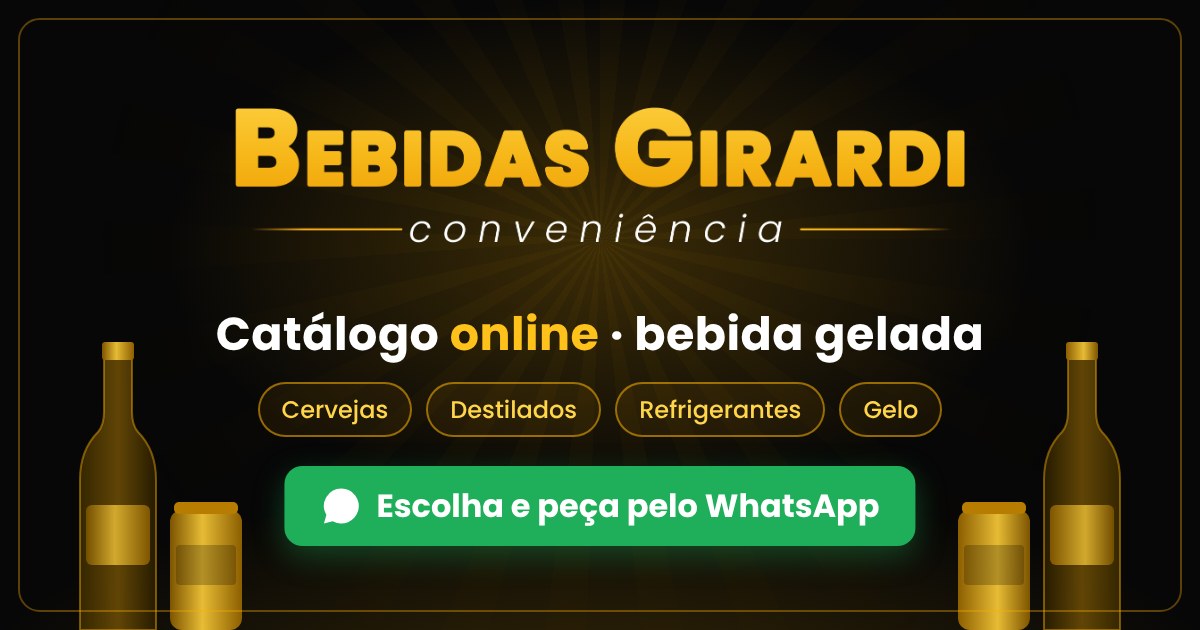 Bebidas Girardi
conveniência
Catálogo online · bebida gelada
Cervejas Destilados Refrigerantes Gelo
Escolha e peça pelo WhatsApp